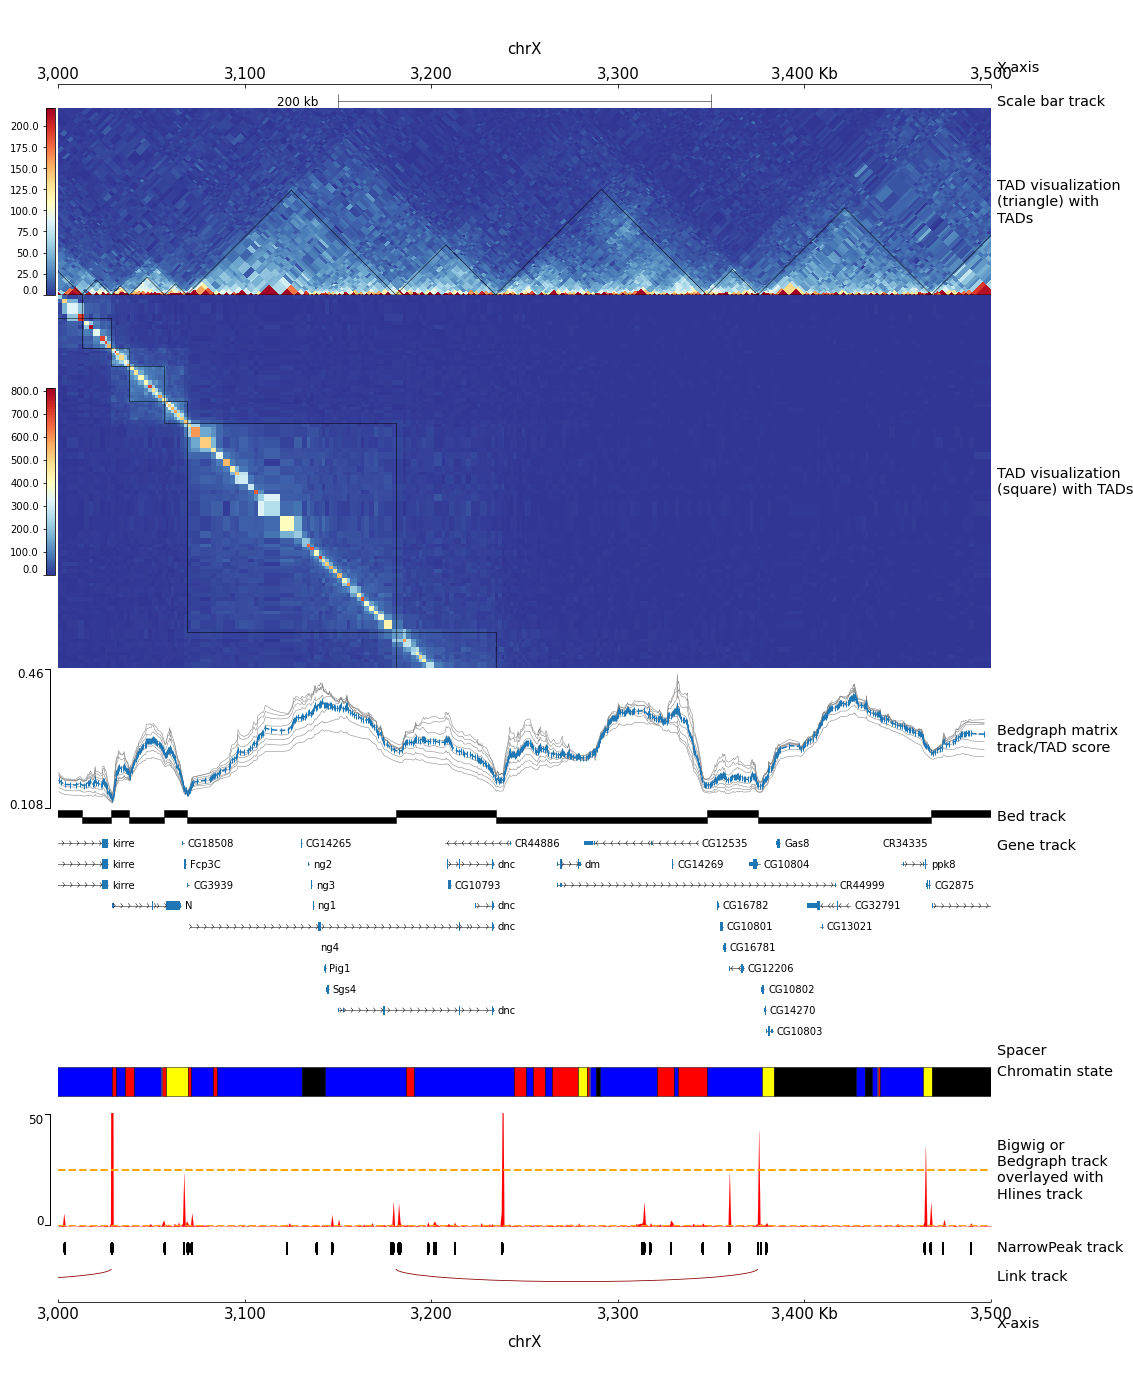 chrX
3,000 3,100 3,200 3,300 3,400 Kb 3,500
X-axis
200 kb
Scale bar track
200.0
175.0
150.0
125.0
100.0
75.0
50.0
25.0
0.0
TAD visualization
(triangle) with
TADs
800.0
700.0
600.0
500.0
400.0
300.0
200.0
100.0
0.0
TAD visualization
(square) with TADs
0.46
0.108
Bedgraph matrix
track/TAD score
Bed track
Gene track
kirre CG18508 CG14265 CR44886 CG12535 Gas8 CR34335
kirre Fcp3C ng2 dnc dm CG14269 CG10804 ppk8
kirre CG3939 ng3 CG10793 CR44999 CG2875
N ng1 dnc CG16782 CG32791
dnc CG10801 CG13021
ng4 CG16781
Pig1 CG12206
Sgs4 CG10802
dnc CG14270
CG10803
Spacer
Chromatin state
50
0
Bigwig or
Bedgraph track
overlayed with
Hlines track
NarrowPeak track
Link track
3,000 3,100 3,200 3,300 3,400 Kb 3,500
X-axis
chrX